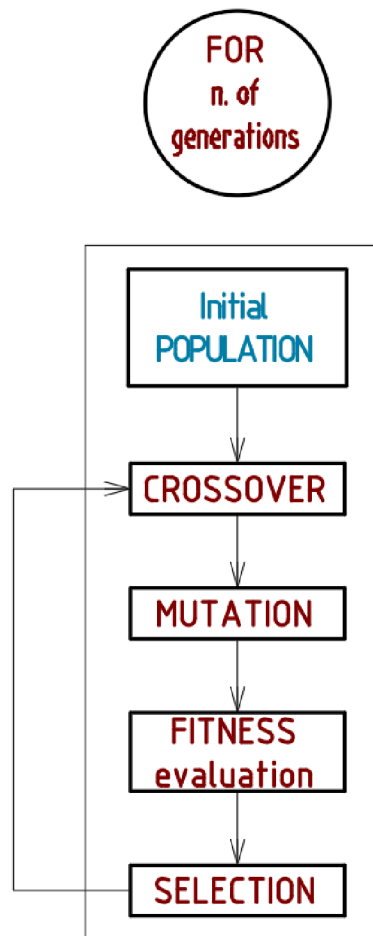 FOR
n. of
generations
Initial
POPULATION
CROSSOVER
MUTATION
FITNESS
evaluation
SELECTION